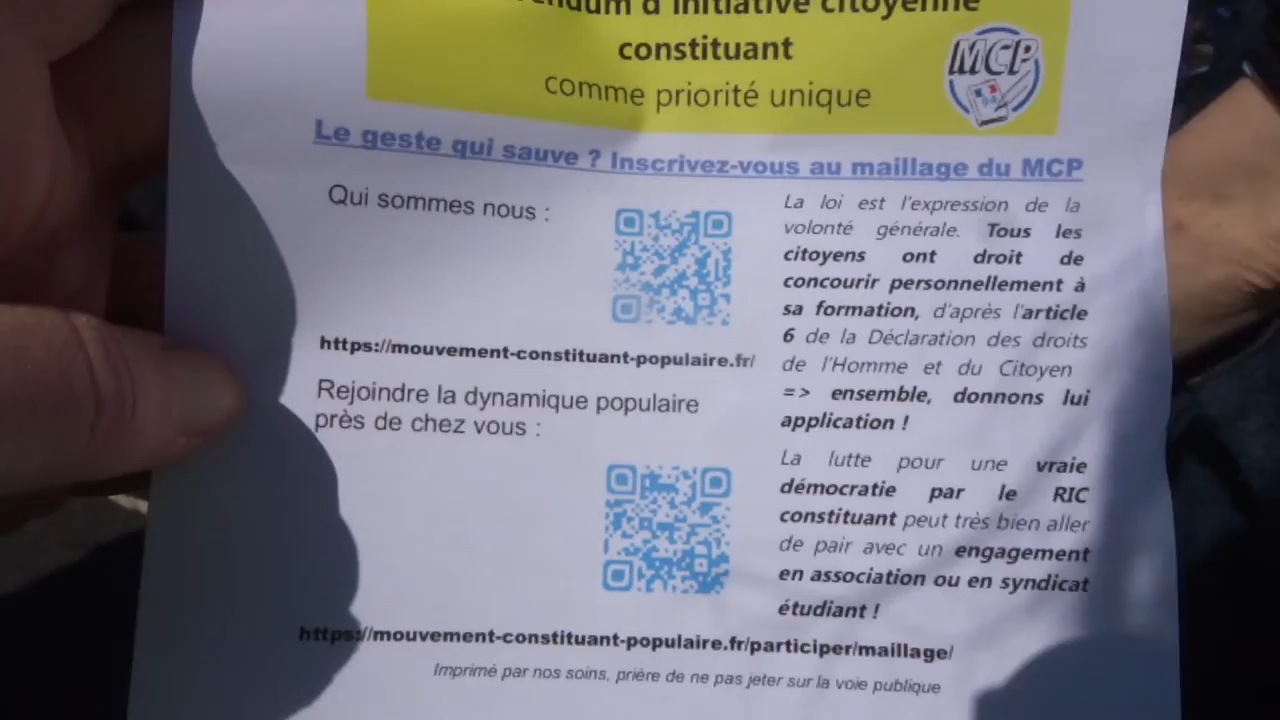 d'initiative citoyenne
constituant
comme priorité unique
MCP
Le geste qui sauve ? Inscrivez-vous au maillage du MCP
Qui sommes nous :
https://mouvement-constituant-populaire.fr/
Rejoindre la dynamique populaire
près de chez vous :
https://mouvement-constituant-populaire.fr/participer/maillage/
La loi est l'expression de la
volonté générale. Tous les
citoyens ont droit de
concourir personnellement à
sa formation, d'après l'article
6 de la Déclaration des droits
de l'Homme et du Citoyen
=> ensemble, donnons lui
application !
La lutte pour une vraie
démocratie par le RIC
constituant peut très bien aller
de pair avec un engagement
en association ou en syndicat
étudiant !
Imprimé par nos soins, prière de ne pas jeter sur la voie publique